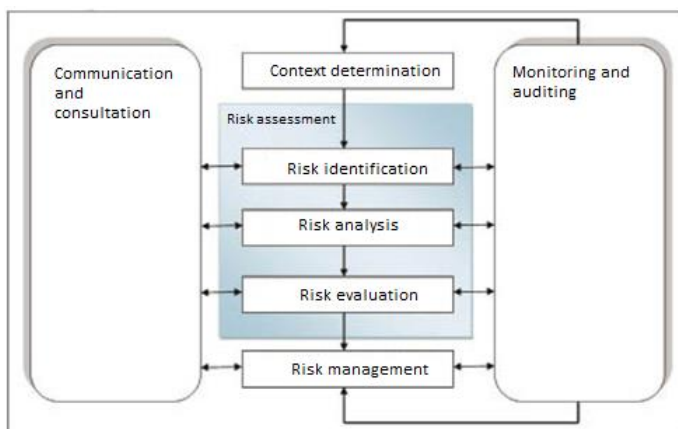 Communication
and
consultation
Context determination
Monitoring and
auditing
Risk assessment
Risk identification
Risk analysis
Risk evaluation
Risk management